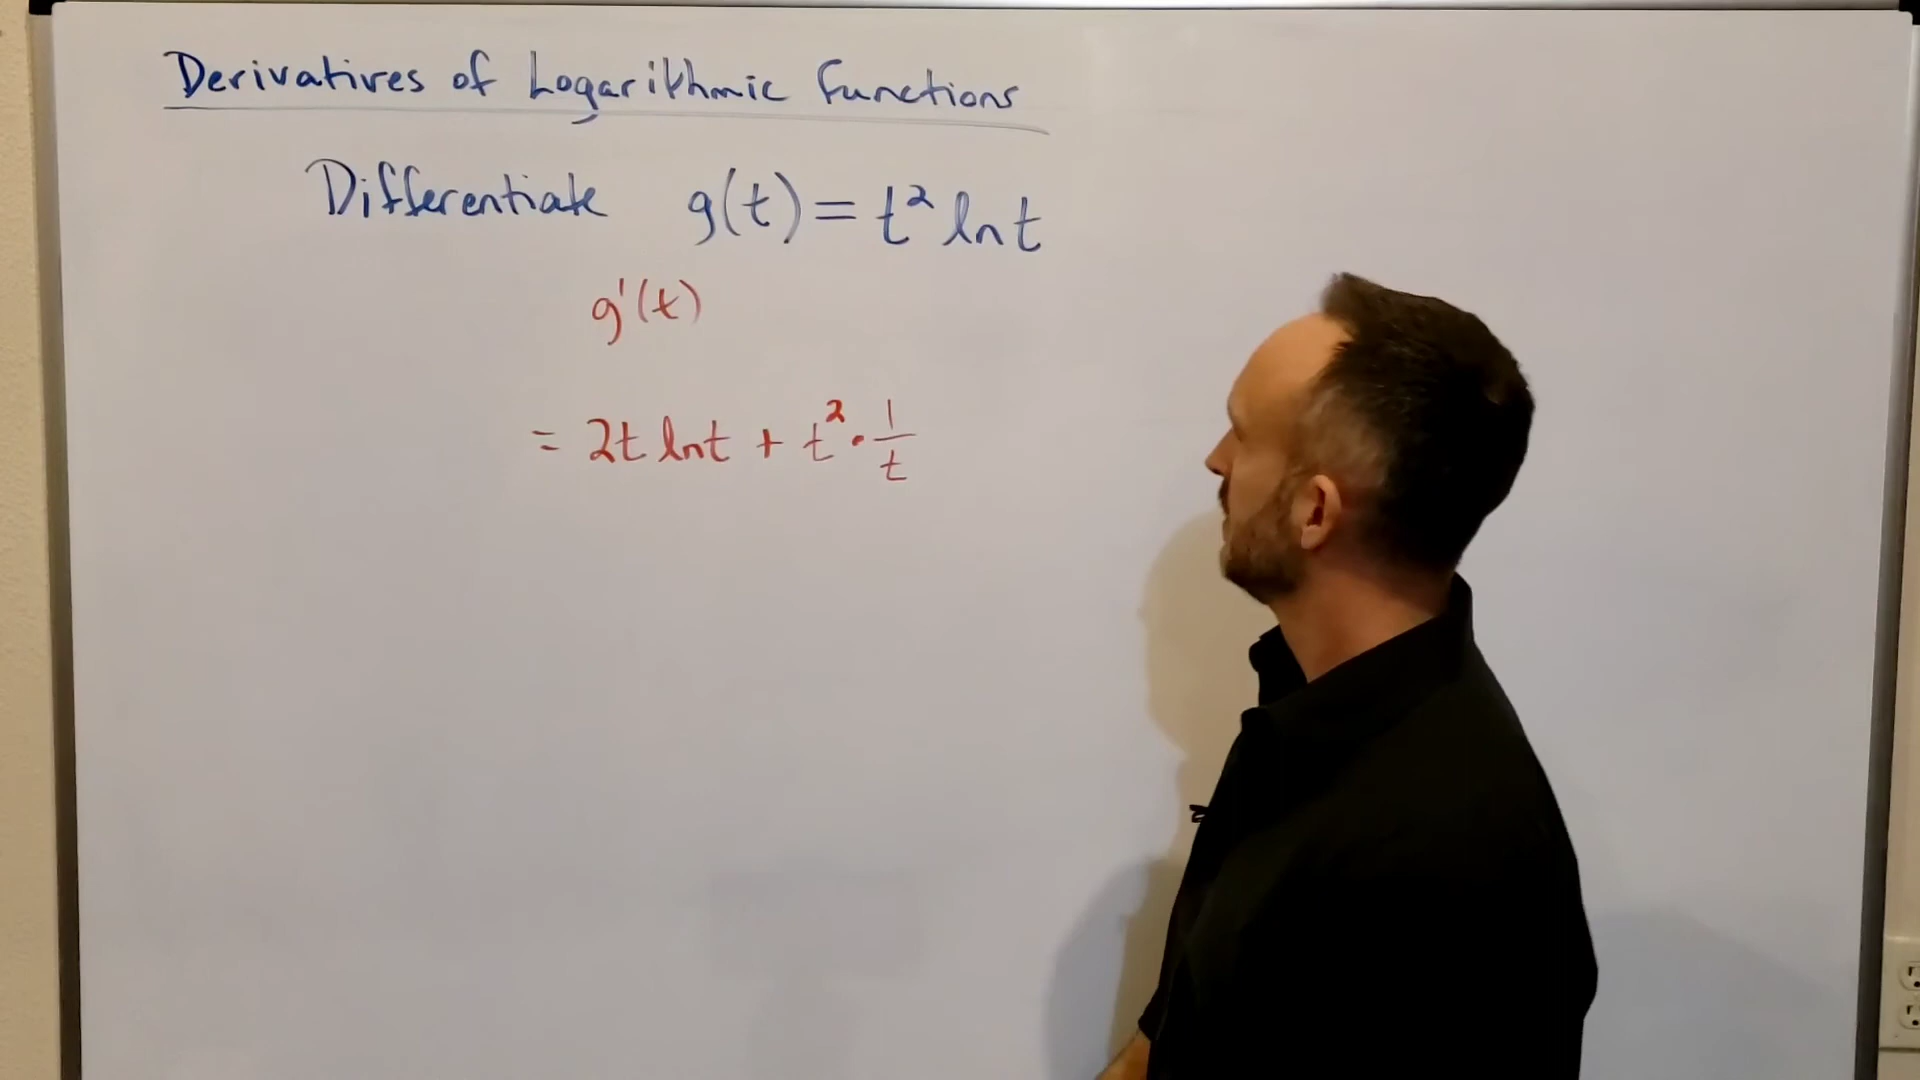 Derivatives of Logarithmic Functions
Differentiate g(t) = t² ln t
g'(t)
= 2t ln t + t² · 1/t